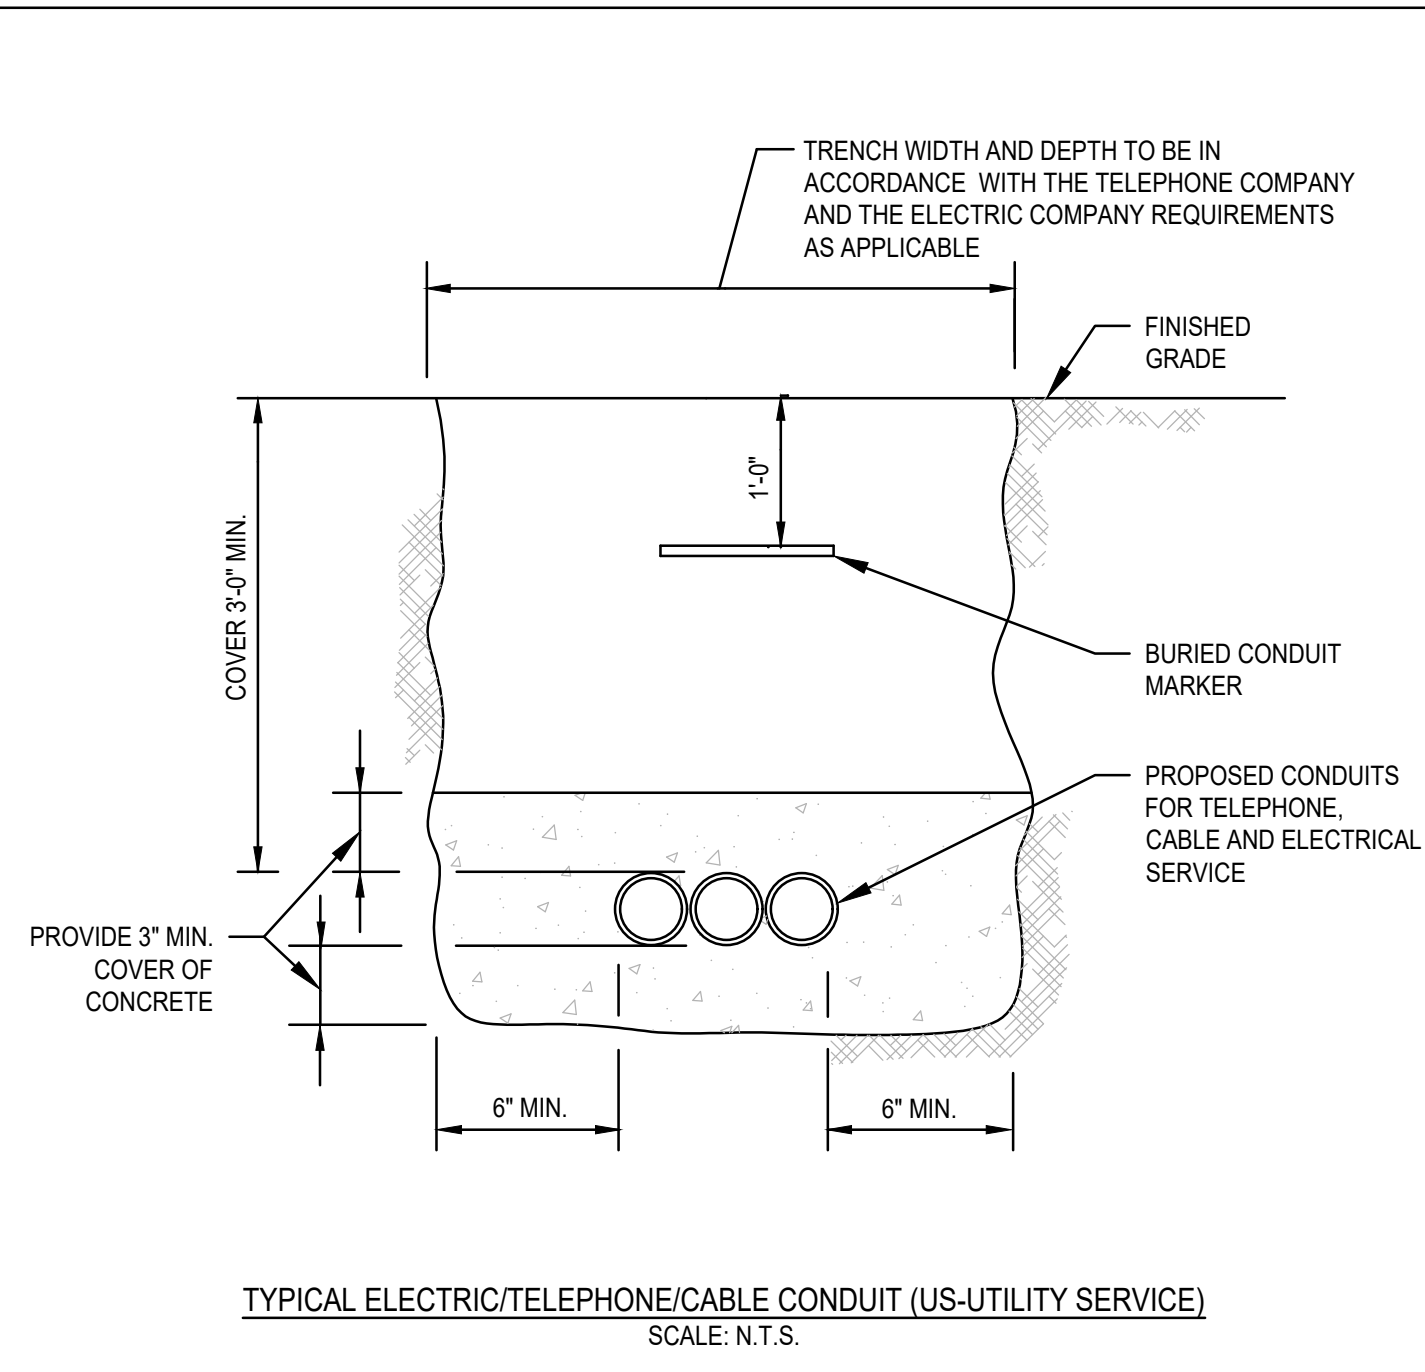 TRENCH WIDTH AND DEPTH TO BE IN
ACCORDANCE WITH THE TELEPHONE COMPANY
AND THE ELECTRIC COMPANY REQUIREMENTS
AS APPLICABLE
FINISHED
GRADE
1'-0"
COVER 3'-0" MIN.
BURIED CONDUIT
MARKER
PROPOSED CONDUITS
FOR TELEPHONE,
CABLE AND ELECTRICAL
SERVICE
PROVIDE 3" MIN.
COVER OF
CONCRETE
6" MIN.
6" MIN.
TYPICAL ELECTRIC/TELEPHONE/CABLE CONDUIT (US-UTILITY SERVICE)
SCALE: N.T.S.